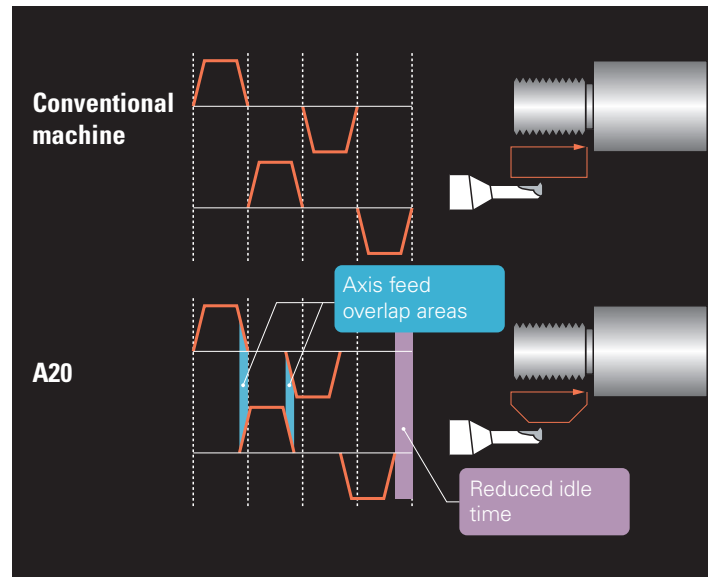 Conventional
machine
Axis feed
overlap areas
A20
Reduced idle
time